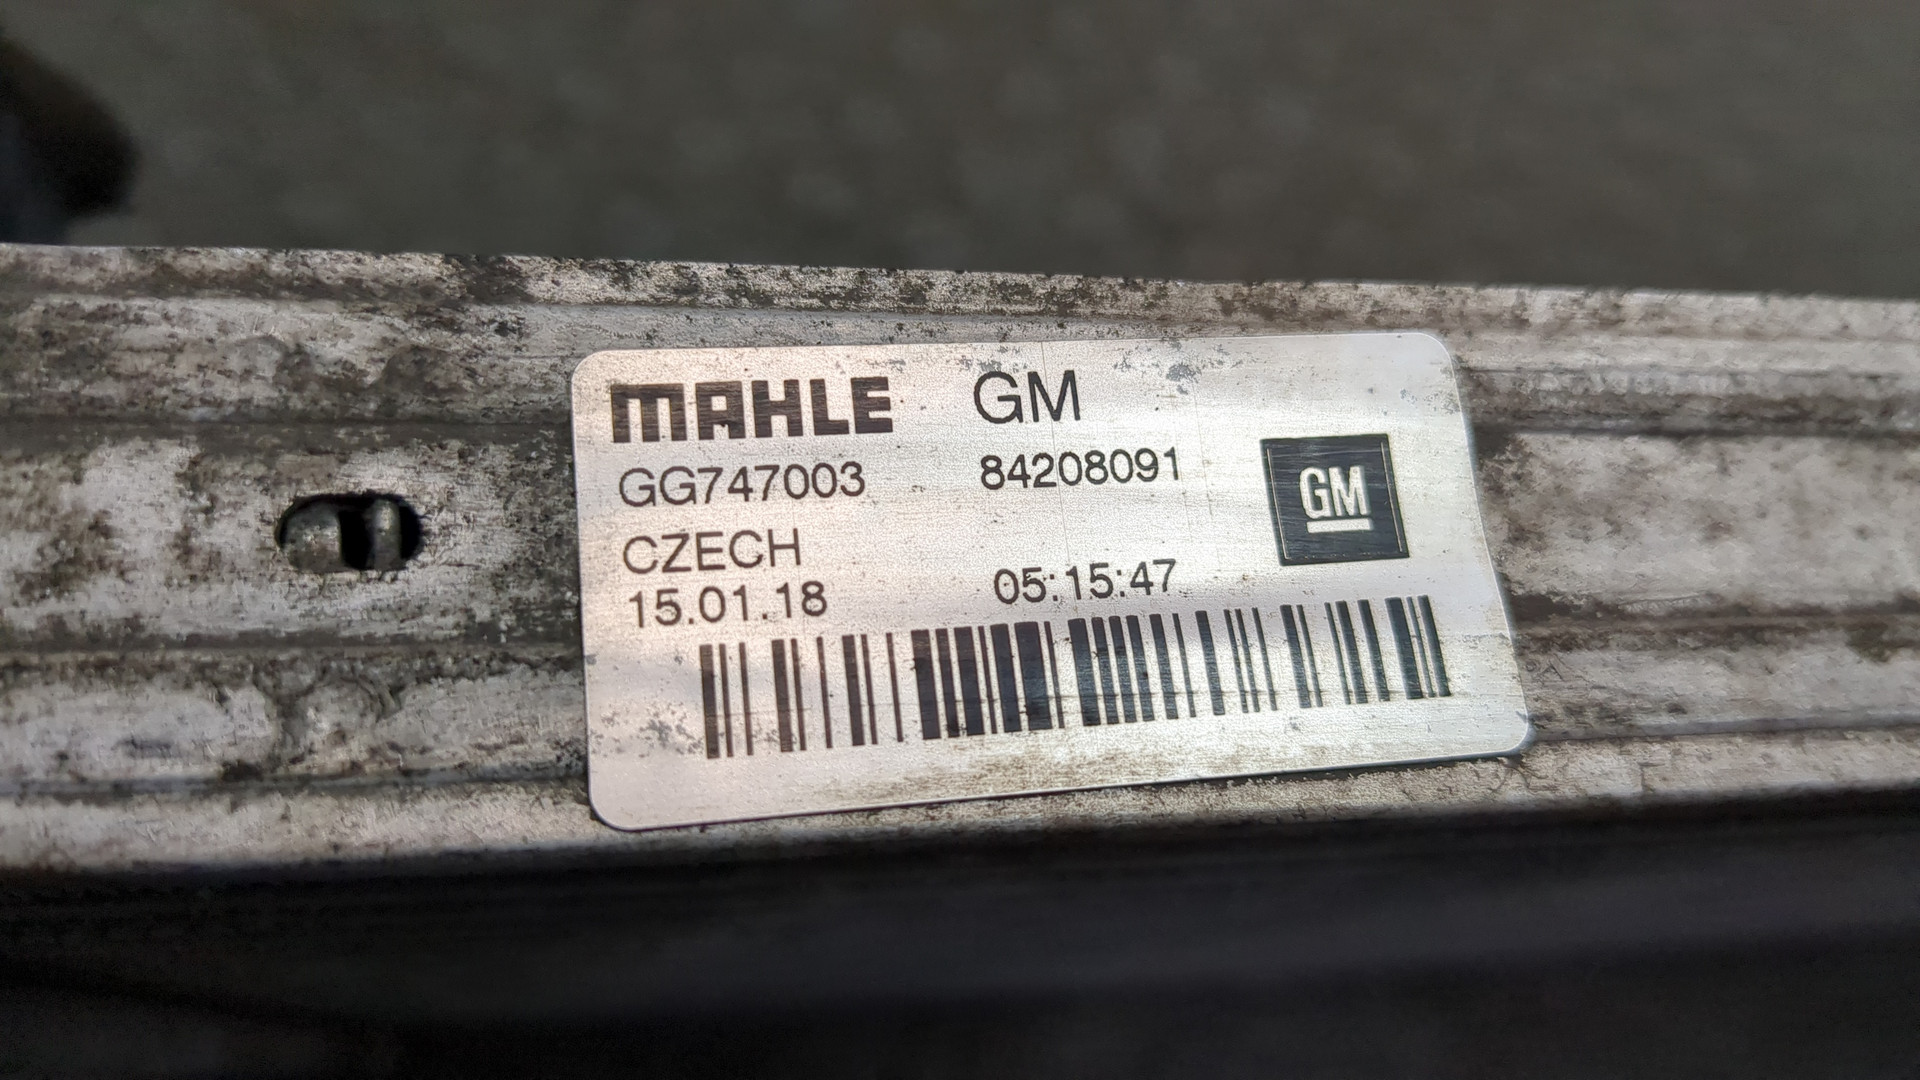 MAHLE GM
GG747003 84208091
GM
CZECH
15.01.18 05:15:47